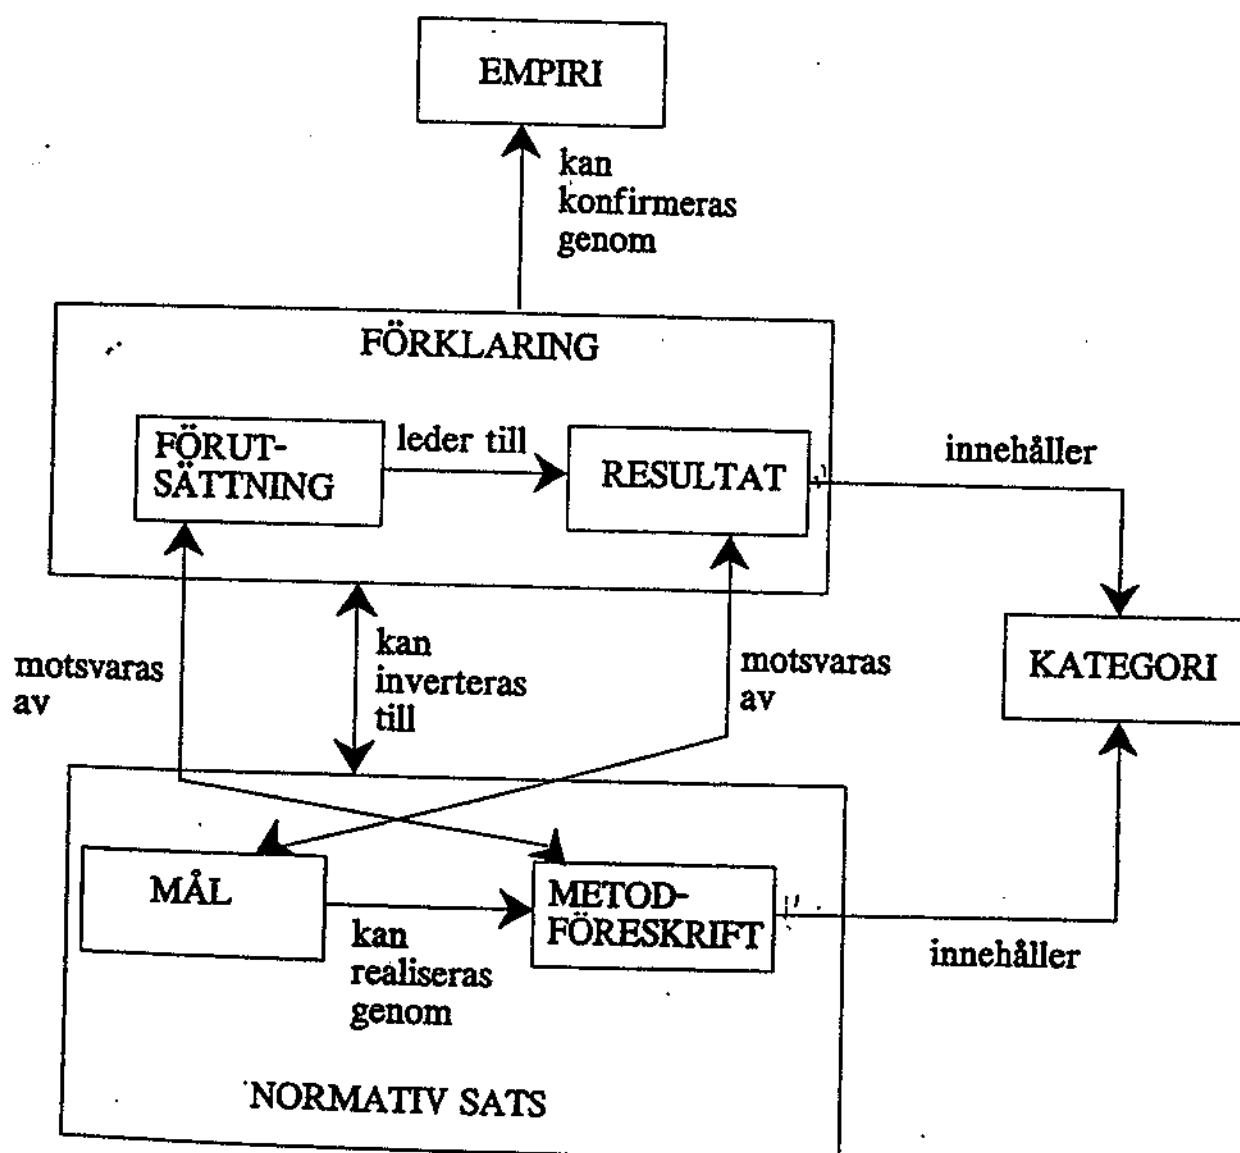 EMPIRI
kan
konfirmeras
genom
FÖRKLARING
FÖRUT-
SÄTTNING
leder till
RESULTAT
innehåller
motsvaras
av
kan
inverteras
till
motsvaras
av
KATEGORI
MÅL
kan
realiseras
genom
METOD-
FÖRESKRIFT
innehåller
NORMATIV SATS